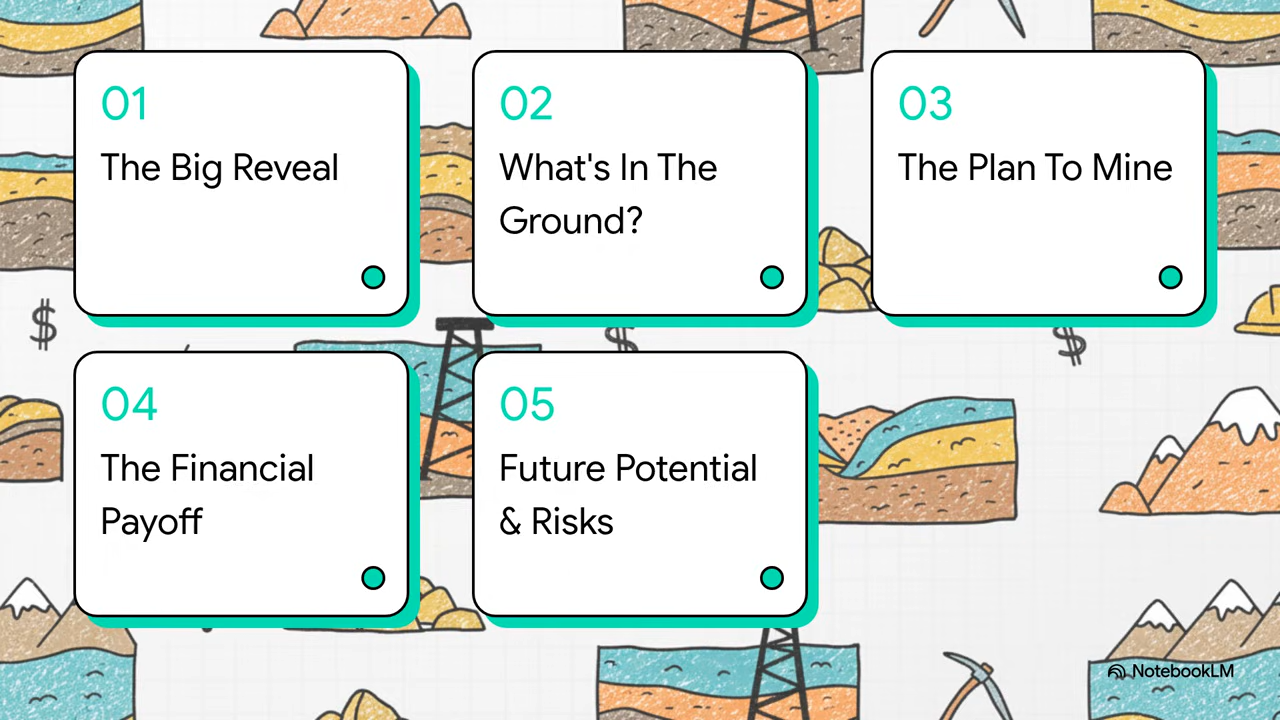 01
The Big Reveal
02
What's In The
Ground?
03
The Plan To Mine
04
The Financial
Payoff
05
Future Potential
& Risks
$
$
$
NotebookLM